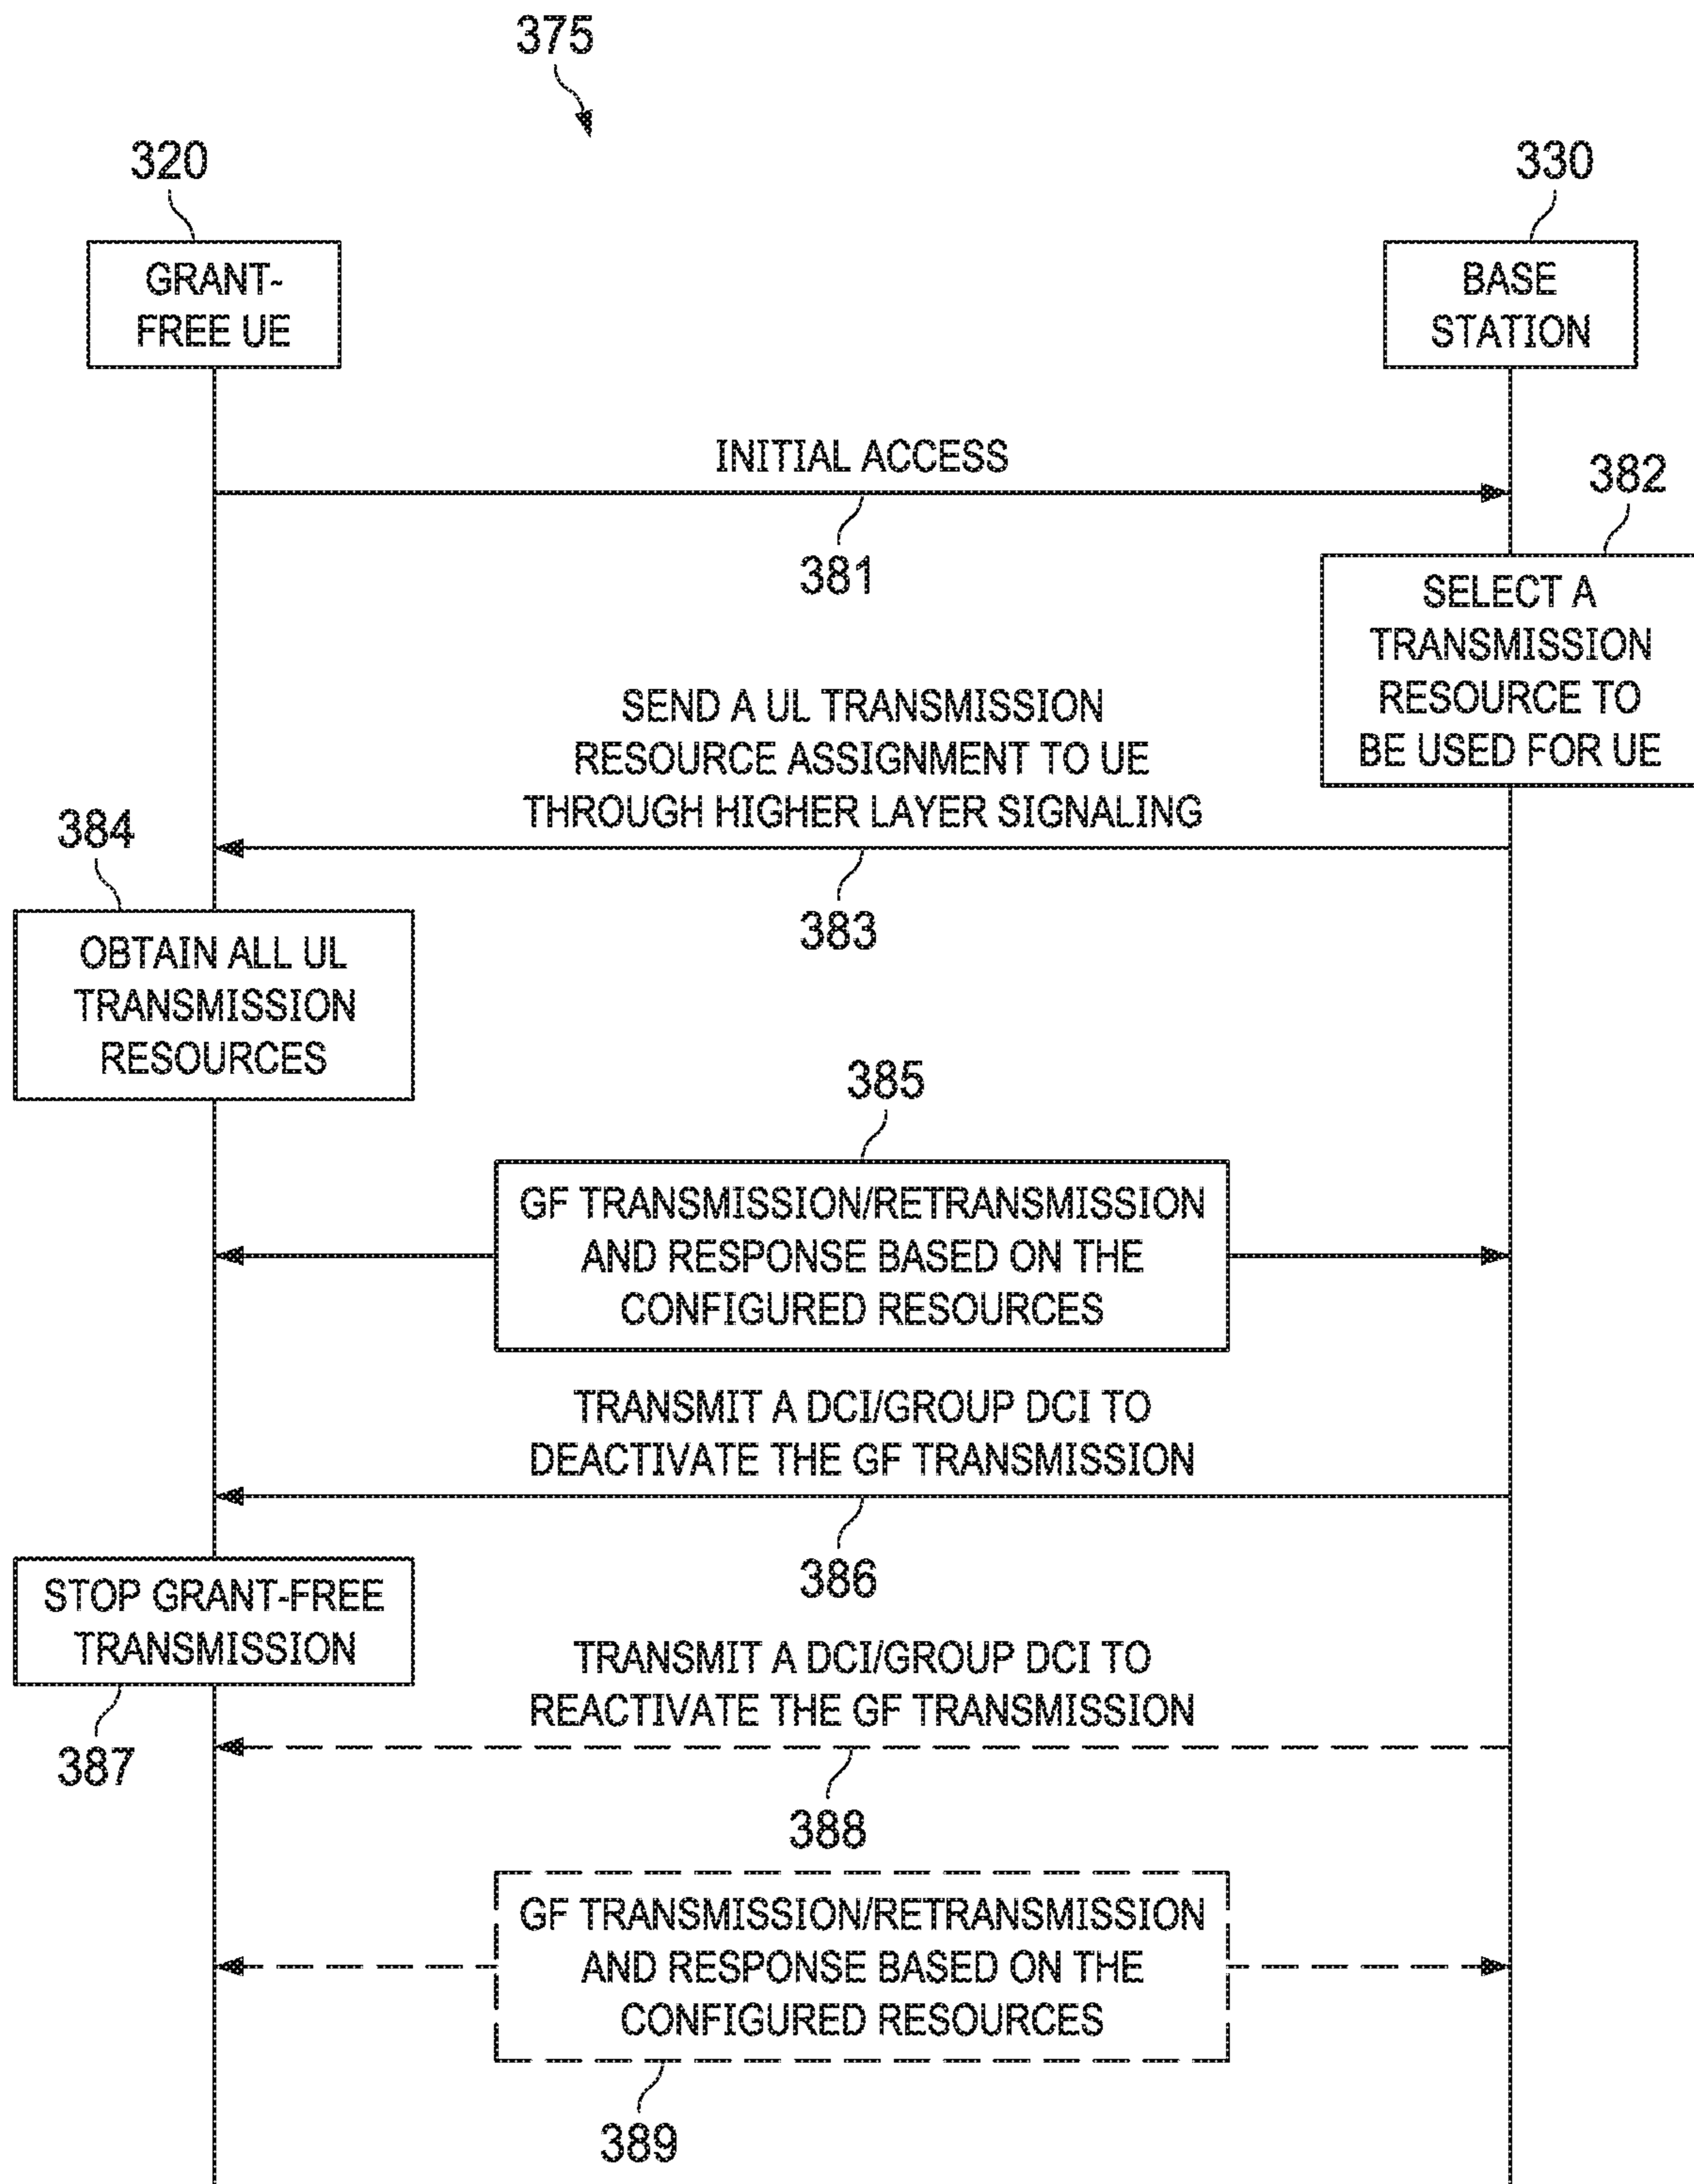 375
320
330
GRANT-
FREE UE
BASE
STATION
INITIAL ACCESS
381
382
SELECT A
TRANSMISSION
RESOURCE TO
BE USED FOR UE
SEND A UL TRANSMISSION
RESOURCE ASSIGNMENT TO UE
THROUGH HIGHER LAYER SIGNALING
383
384
OBTAIN ALL UL
TRANSMISSION
RESOURCES
385
GF TRANSMISSION/RETRANSMISSION
AND RESPONSE BASED ON THE
CONFIGURED RESOURCES
TRANSMIT A DCI/GROUP DCI TO
DEACTIVATE THE GF TRANSMISSION
386
STOP GRANT-FREE
TRANSMISSION
387
TRANSMIT A DCI/GROUP DCI TO
REACTIVATE THE GF TRANSMISSION
388
GF TRANSMISSION/RETRANSMISSION
AND RESPONSE BASED ON THE
CONFIGURED RESOURCES
389